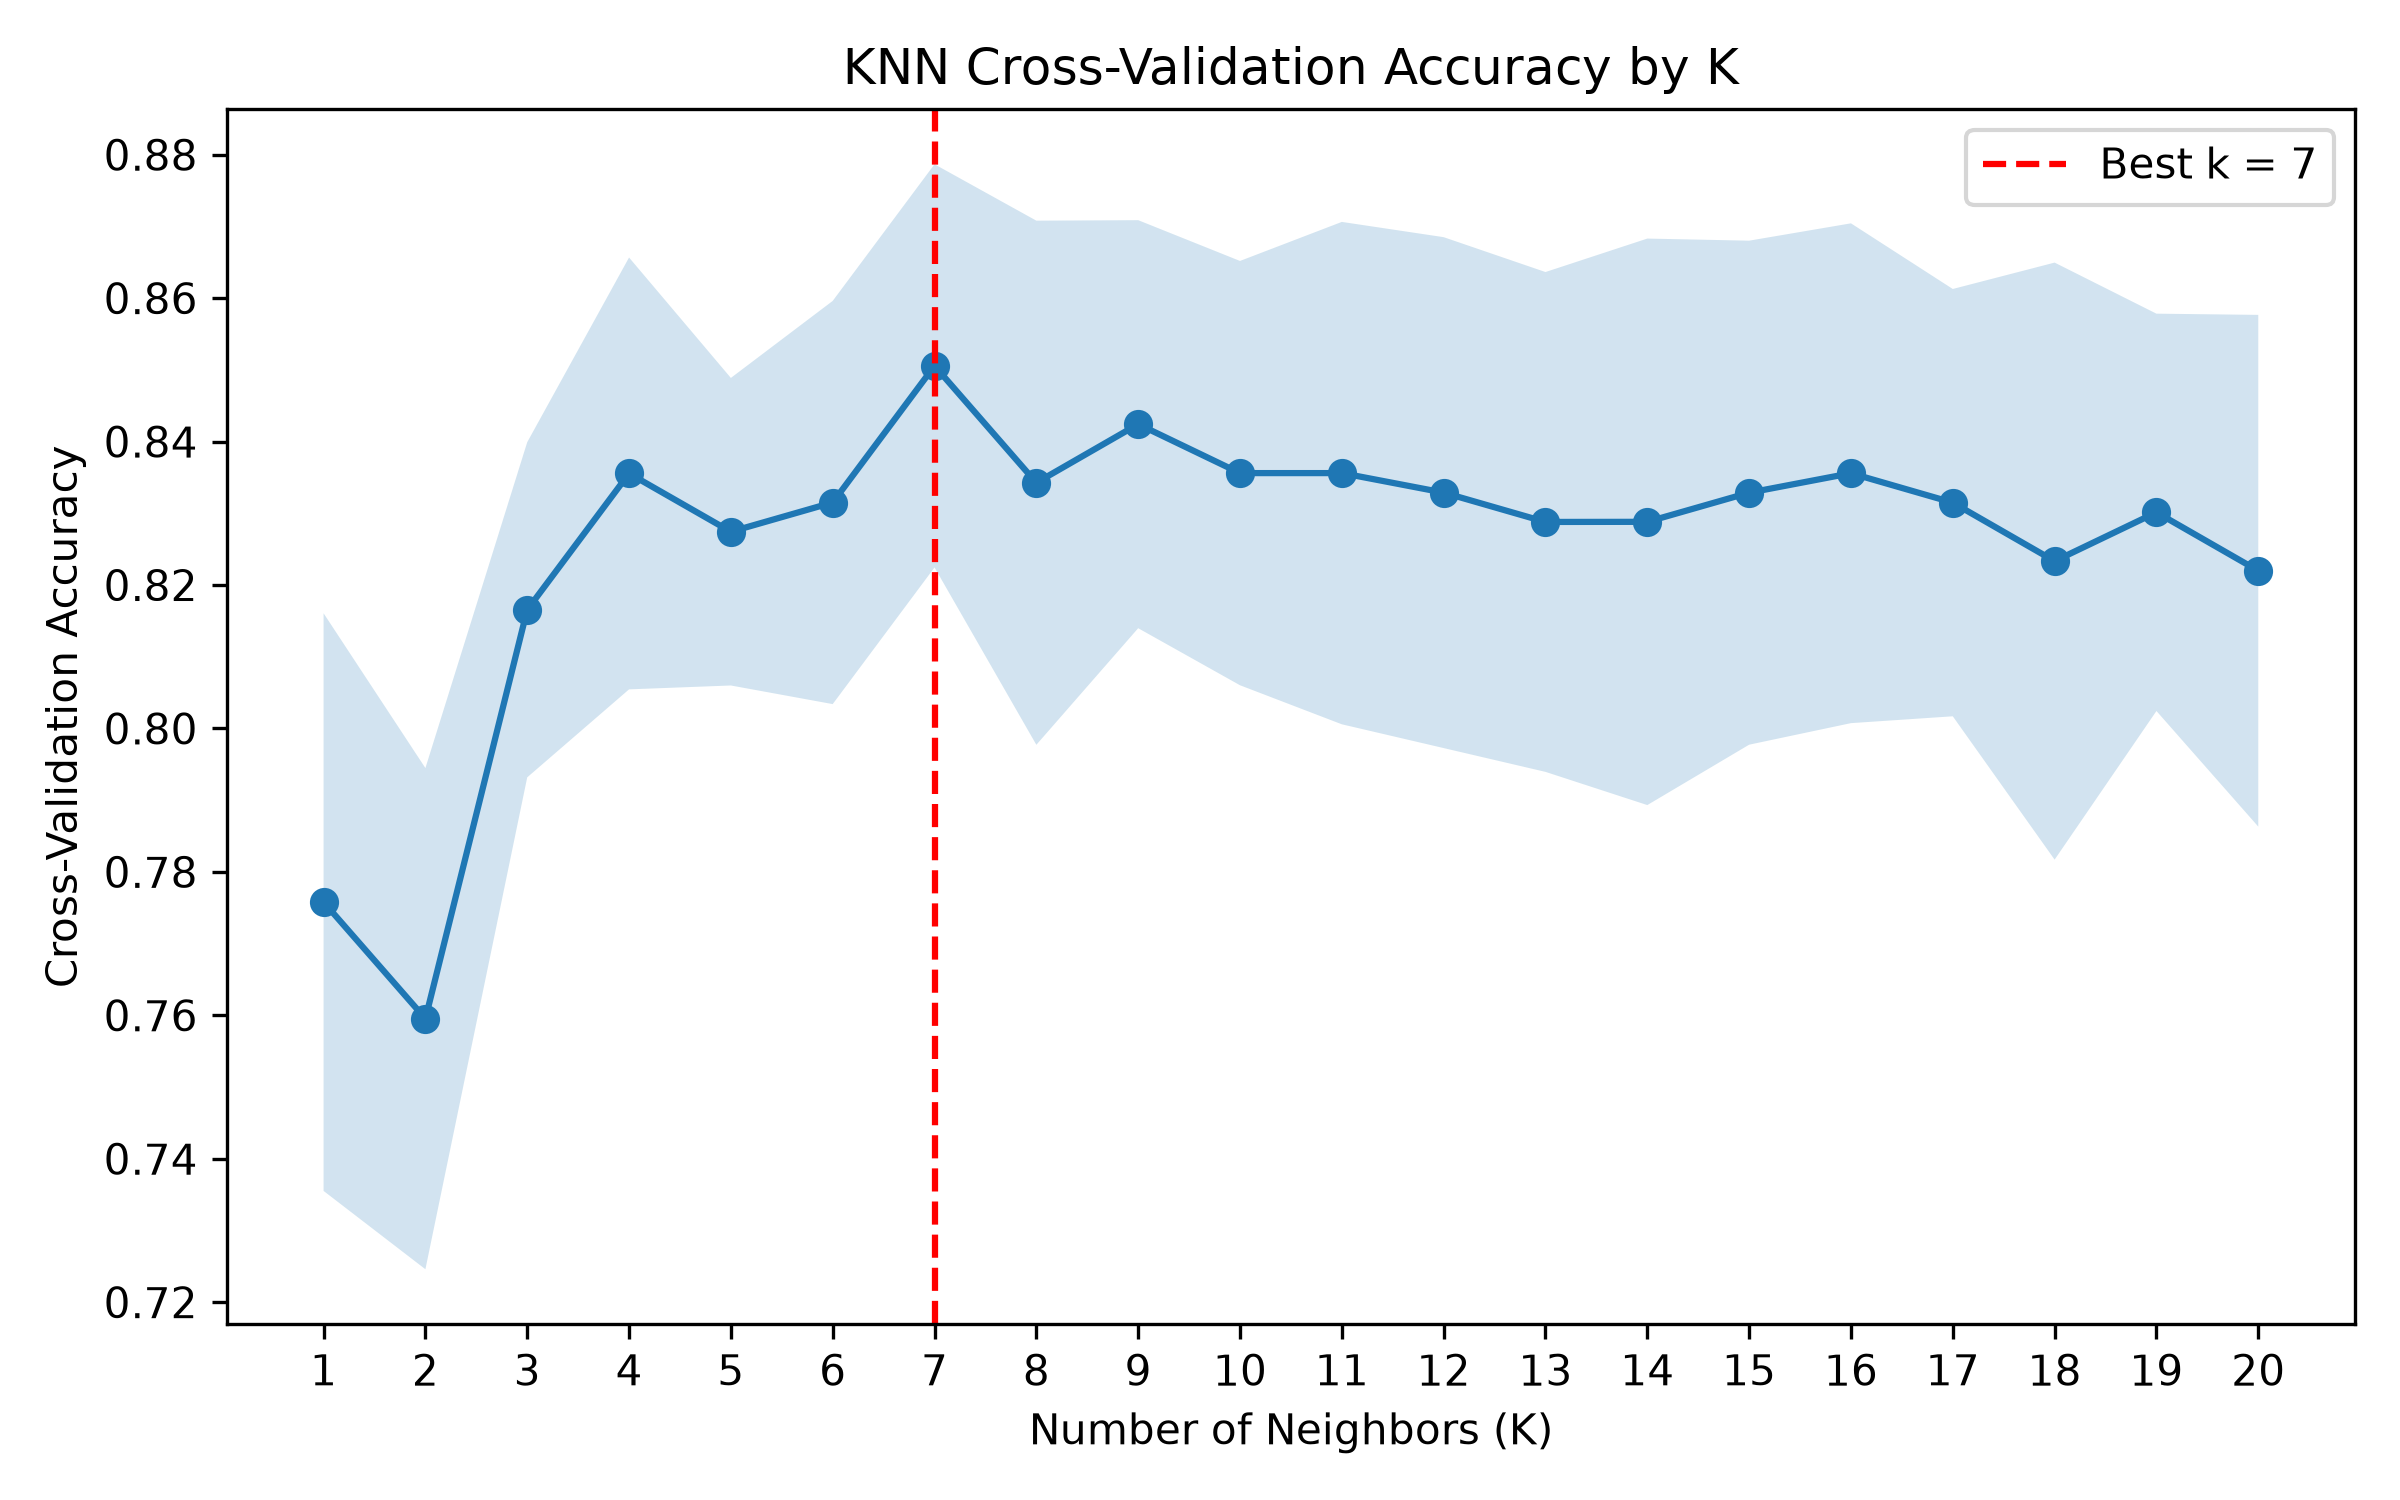 KNN Cross-Validation Accuracy by K
Best k = 7
Cross-Validation Accuracy
0.88
0.86
0.84
0.82
0.80
0.78
0.76
0.74
0.72
1 2 3 4 5 6 7 8 9 10 11 12 13 14 15 16 17 18 19 20
Number of Neighbors (K)